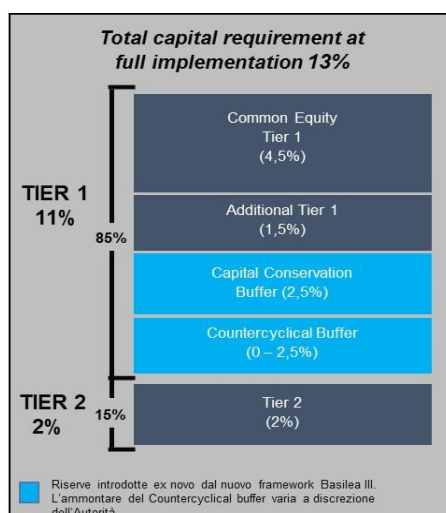 Total capital requirement at
full implementation 13%
Common Equity
Tier 1
(4,5%)
TIER 1
11%
85%
Additional Tier 1
(1,5%)
Capital Conservation
Buffer (2,5%)
Countercyclical Buffer
(0 – 2,5%)
TIER 2
2%
15%
Tier 2
(2%)
Riserve introdotte ex novo dal nuovo framework Basilea III.
L'ammontare del Countercyclical buffer varia a discrezione
dell'Autorità